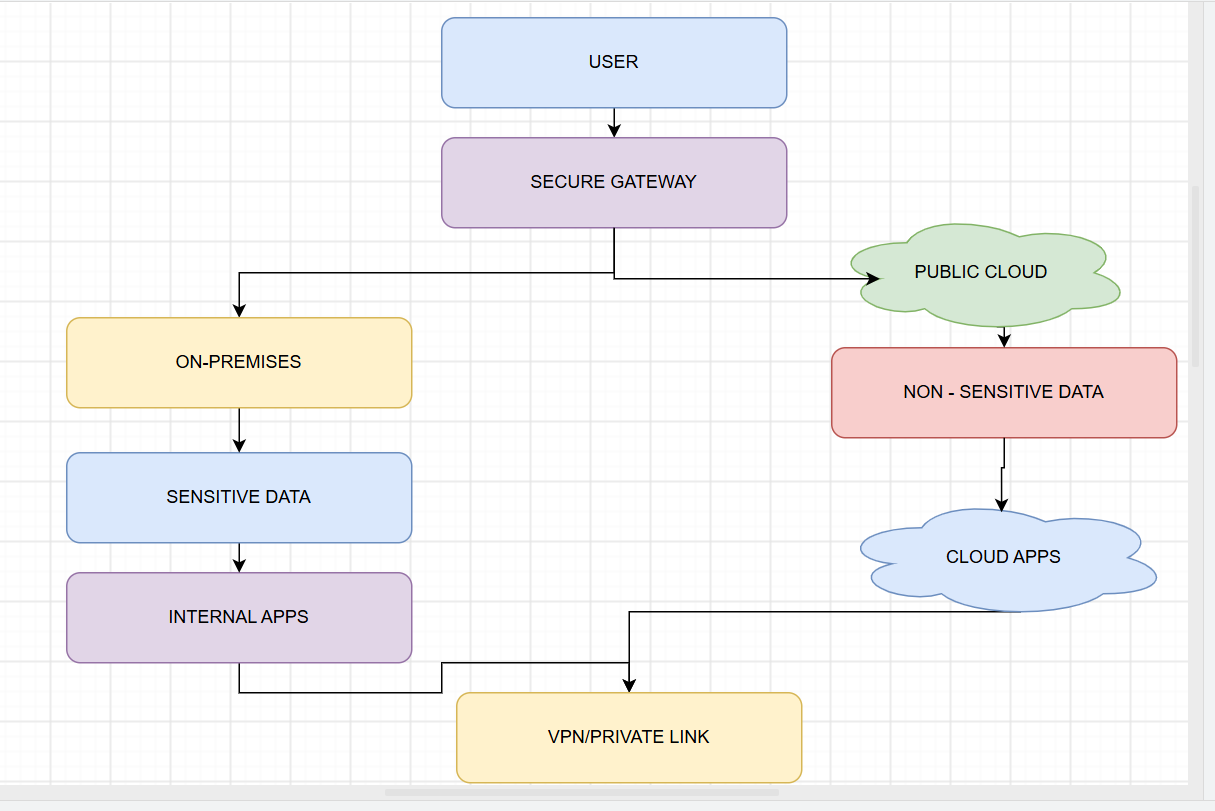 USER
SECURE GATEWAY
PUBLIC CLOUD
ON-PREMISES
NON - SENSITIVE DATA
SENSITIVE DATA
CLOUD APPS
INTERNAL APPS
VPN/PRIVATE LINK